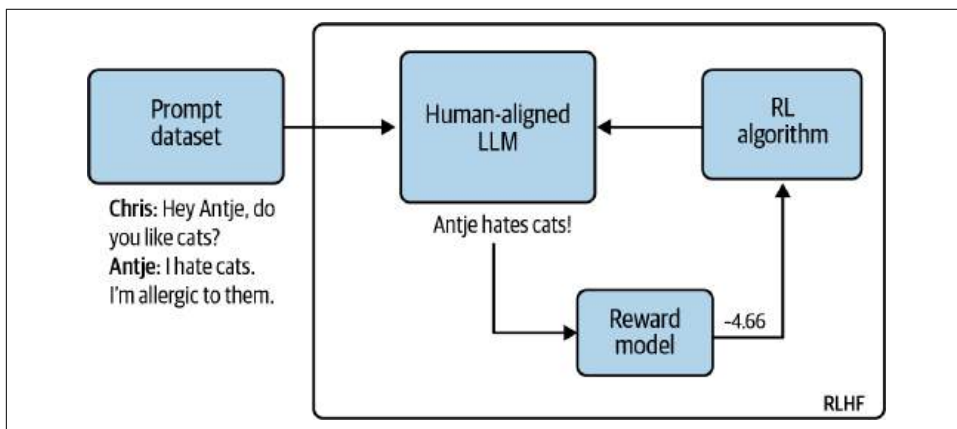 Prompt
dataset
Chris: Hey Antje, do
you like cats?
Antje: I hate cats.
I'm allergic to them.
Human-aligned
LLM
Antje hates cats!
RL
algorithm
Reward
model
-4.66
RLHF